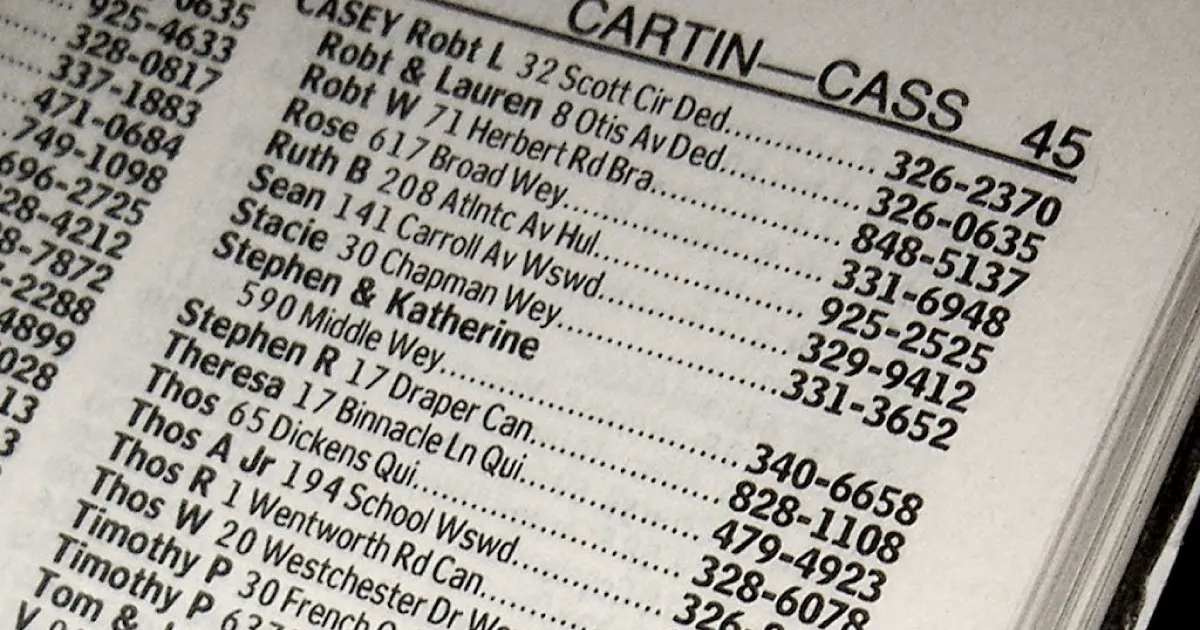 925-4633
328-0817
337-1883
471-0684
749-1098
696-2725
28-4212
8-7872
-2288
4899
028
13
3
CARTIN—CASS 45
CASEY Robt L 32 Scott Cir Ded 326-2370
Robt & Lauren 8 Otis Av Ded 326-0635
Robt W 71 Herbert Rd Bra 848-5137
Rose 617 Broad Wey 331-6948
Ruth B 208 Atlntc Av Hul 925-2525
Sean 141 Carroll Av Wswd 329-9412
Stacie 30 Chapman Wey 331-3652
Stephen & Katherine
590 Middle Wey 340-6658
Stephen R 17 Draper Can 828-1108
Theresa 17 Binnacle Ln Qui 479-4923
Thos 65 Dickens Qui 328-6078
Thos A Jr 194 School Wswd 326-
Thos R 1 Wentworth Rd Can
Thos W 20 Westchester Dr
Timothy P 30 French
Timothy P
Tom &
V